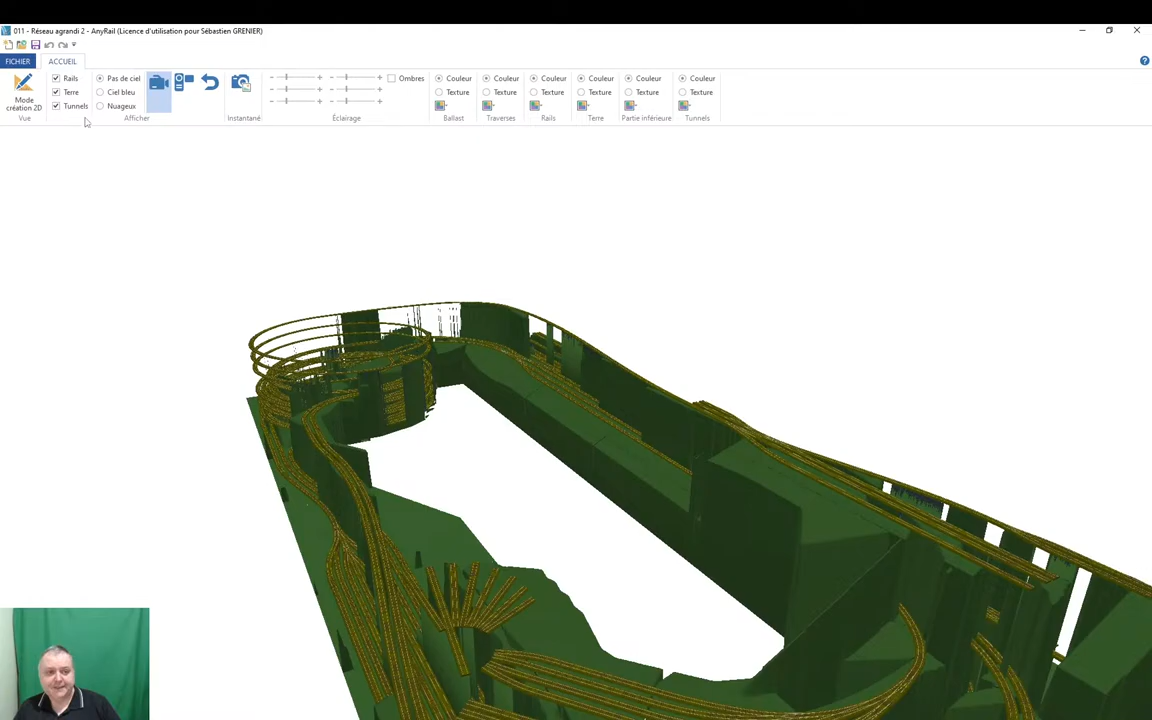 011 - Réseau agrandi 2 - AnyRail (Licence d'utilisation pour Sébastien GRENIER)
FICHIER
ACCUEIL
Mode
création 2D
Vue
Rails
Terre
Tunnels
Pas de ciel
Ciel bleu
Nuageux
Afficher
Instantané
Ombres
Éclairage
Couleur
Texture
Ballast
Couleur
Texture
Traverses
Couleur
Texture
Rails
Couleur
Texture
Terre
Couleur
Texture
Partie inférieure
Couleur
Texture
Tunnels